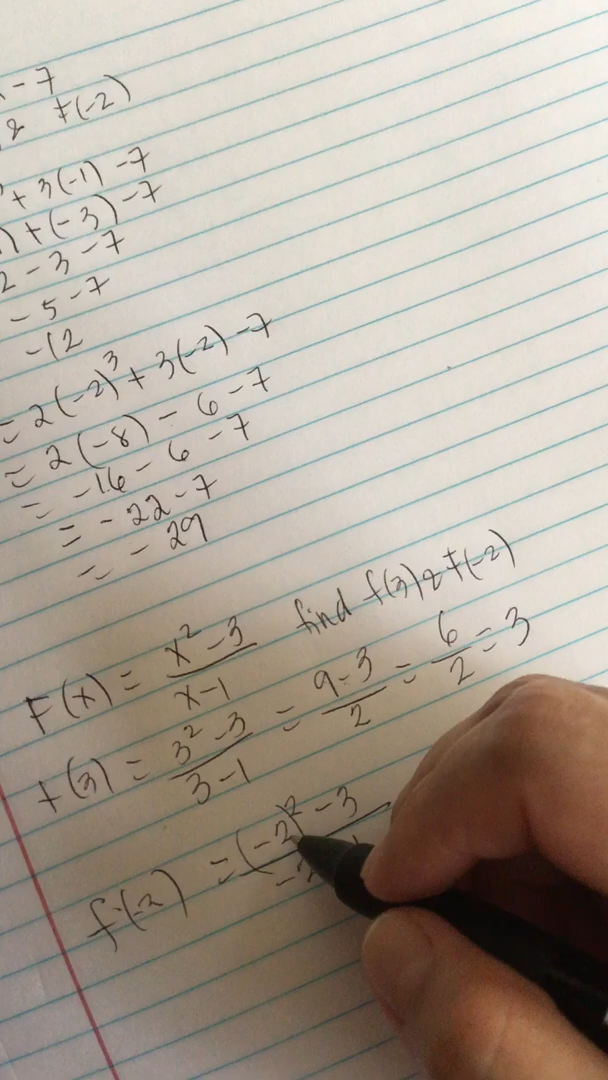 - 7
& f(-2)
+ 3(-1) - 7
) + (-3) - 7
2 - 3 - 7
- 5 - 7
- 12
= 2(-2)³ + 3(-2) - 7
= 2(-8) - 6 - 7
= -16 - 6 - 7
= - 22 - 7
= - 29
F(x) = x² - 3 / x - 1 find f(3) & f(-2)
f(3) = 3² - 3 / 3 - 1 = 9 - 3 / 2 = 6 / 2 = 3
f(-2) = (-2)² - 3 / -2